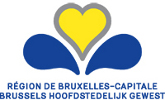 RÉGION DE BRUXELLES-CAPITALE
BRUSSELS HOOFDSTEDELIJK GEWEST